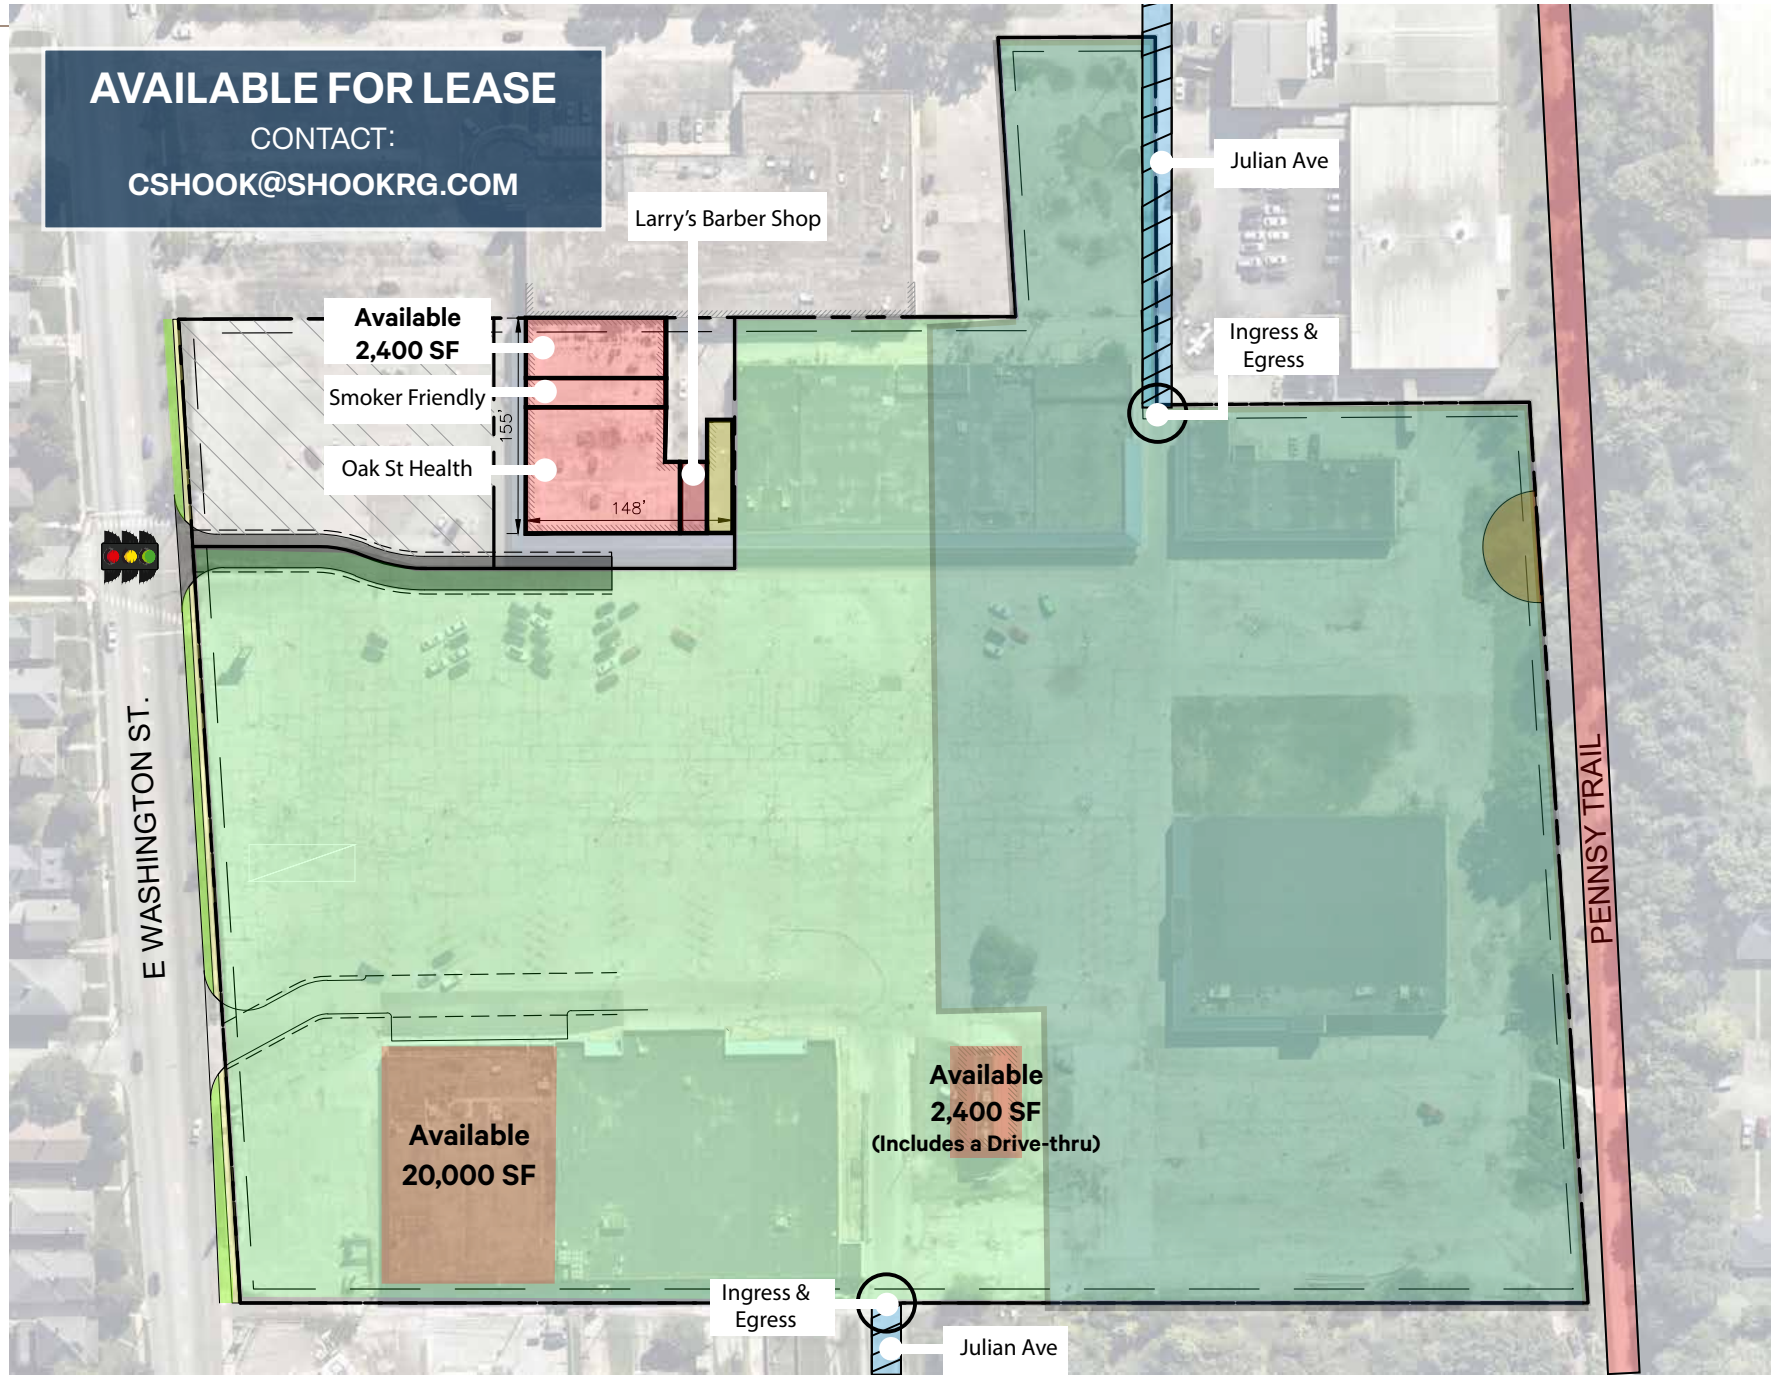 AVAILABLE FOR LEASE
CONTACT:
CSHOOK@SHOOKRG.COM
Larry’s Barber Shop
Julian Ave
Available
2,400 SF
Smoker Friendly
Oak St Health
155’
148’
Ingress &
Egress
E WASHINGTON ST.
PENNSY TRAIL
Available
20,000 SF
Available
2,400 SF
(Includes a Drive-thru)
Ingress &
Egress
Julian Ave